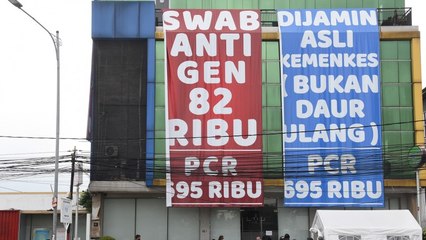 SWAB
ANTI
GEN
82
RIBU
PCR
695 RIBU
DIJAMIN
ASLI
KEMENKES
( BUKAN
DAUR
ULANG )
PCR
695 RIBU